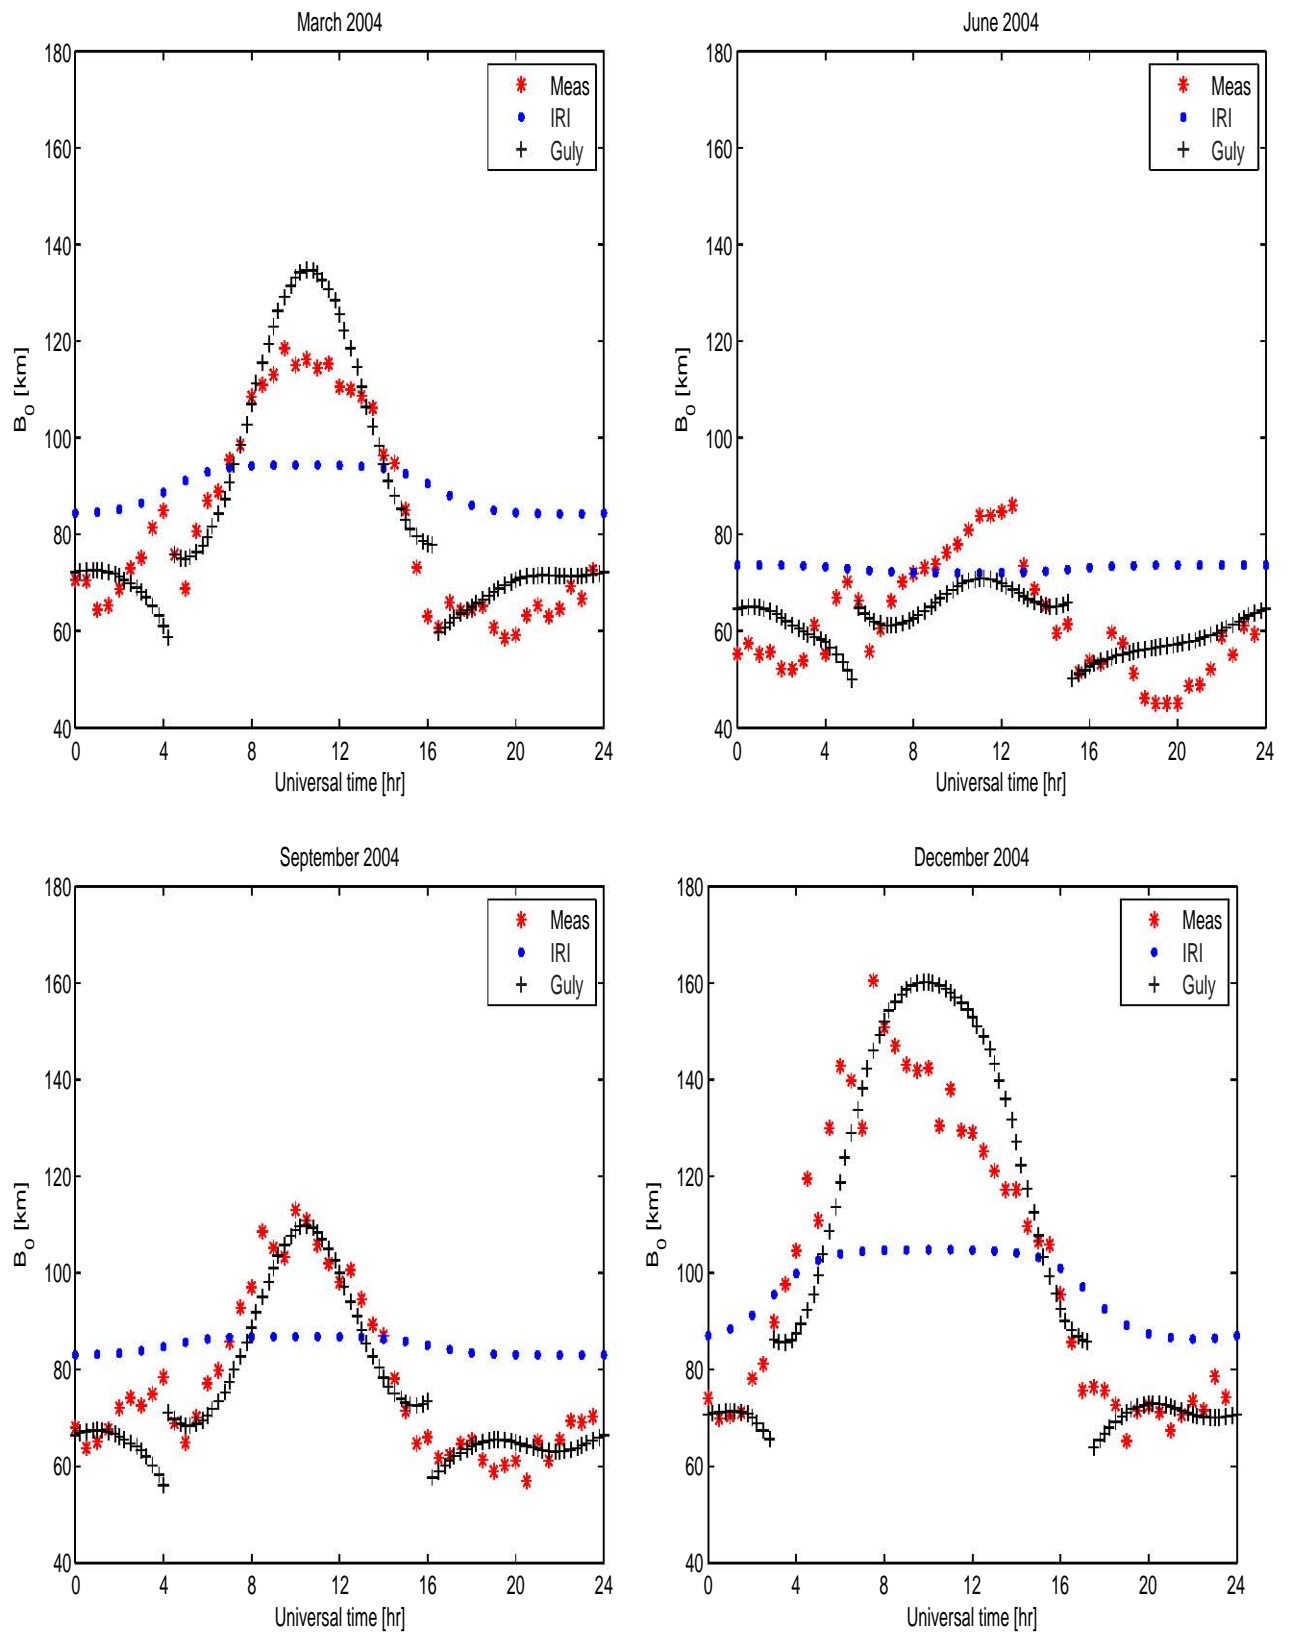 March 2004
180
160
140
120
100
80
60
40
B0 [km]
0 4 8 12 16 20 24
Universal time [hr]
Meas
IRI
Guly
June 2004
180
160
140
120
100
80
60
40
B0 [km]
0 4 8 12 16 20 24
Universal time [hr]
Meas
IRI
Guly
September 2004
180
160
140
120
100
80
60
40
B0 [km]
0 4 8 12 16 20 24
Universal time [hr]
Meas
IRI
Guly
December 2004
180
160
140
120
100
80
60
40
B0 [km]
0 4 8 12 16 20 24
Universal time [hr]
Meas
IRI
Guly